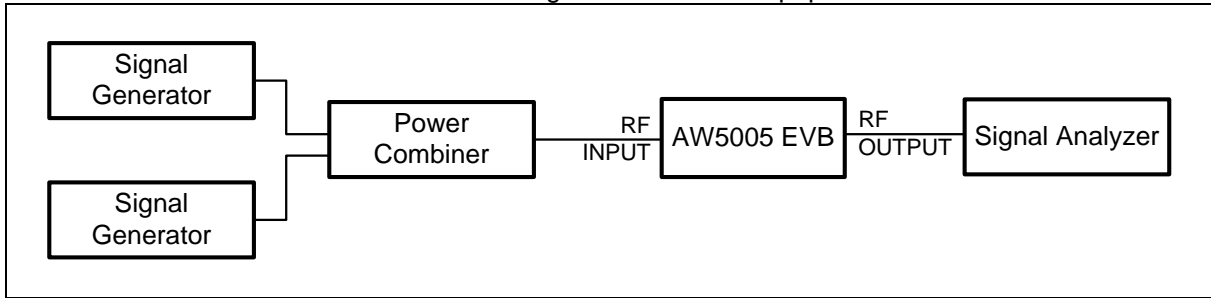 Signal
Generator
Power
Combiner
RF
INPUT
AW5005 EVB
RF
OUTPUT
Signal Analyzer
Signal
Generator